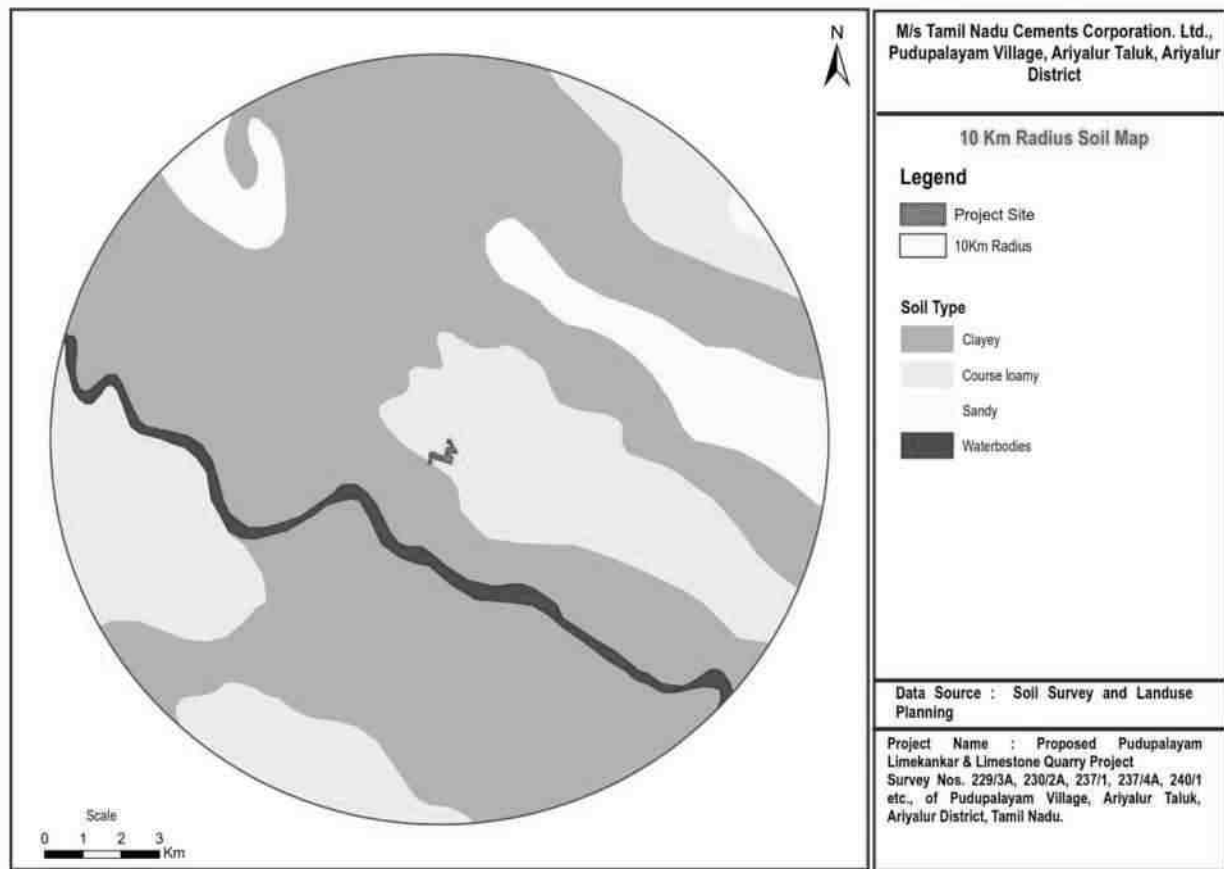 N
M/s Tamil Nadu Cements Corporation. Ltd.,
Pudupalayam Village, Ariyalur Taluk, Ariyalur
District
10 Km Radius Soil Map
Legend
Project Site
10Km Radius
Soil Type
Clayey
Course loamy
Sandy
Waterbodies
Data Source : Soil Survey and Landuse
Planning
Project Name : Proposed Pudupalayam
Limekankar & Limestone Quarry Project
Survey Nos. 229/3A, 230/2A, 237/1, 237/4A, 240/1
etc., of Pudupalayam Village, Ariyalur Taluk,
Ariyalur District, Tamil Nadu.
Scale
0 1 2 3
Km